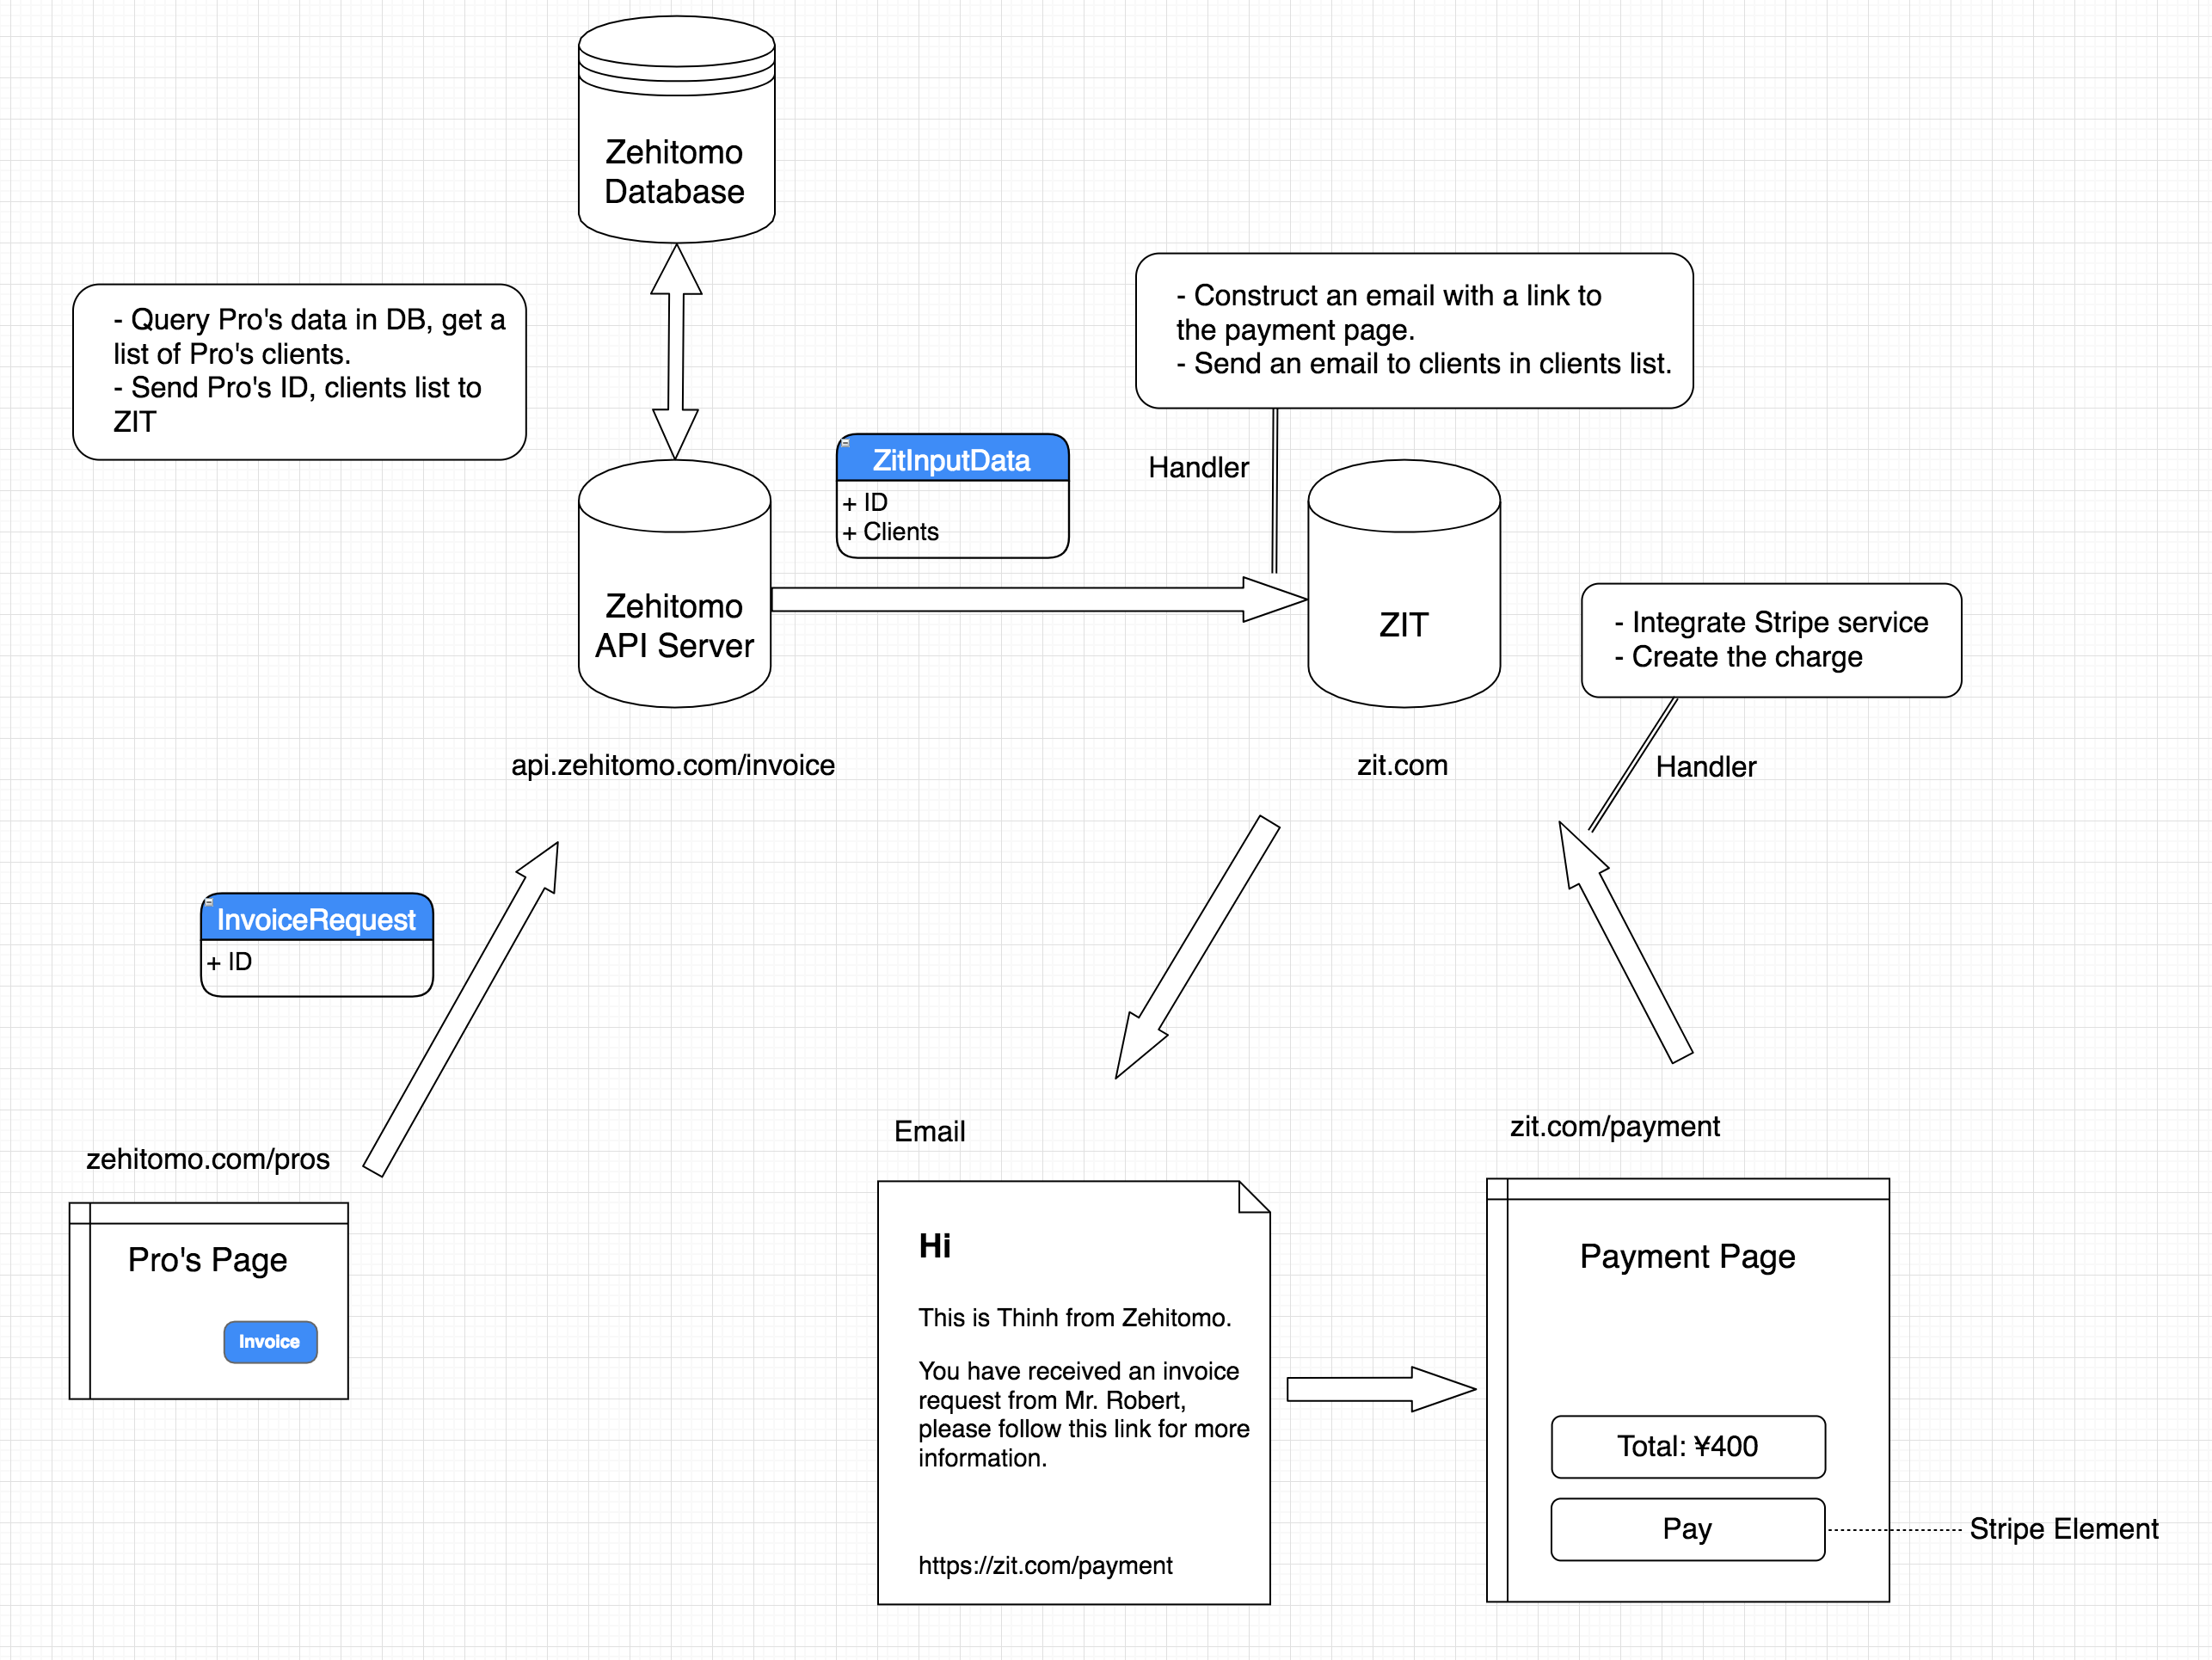 Zehitomo
Database
- Query Pro's data in DB, get a
list of Pro's clients.
- Send Pro's ID, clients list to
ZIT
- Construct an email with a link to
the payment page.
- Send an email to clients in clients list.
ZitInputData
+ ID
+ Clients
Handler
Zehitomo
API Server
ZIT
- Integrate Stripe service
- Create the charge
api.zehitomo.com/invoice
zit.com
Handler
InvoiceRequest
+ ID
zehitomo.com/pros
Pro's Page
Invoice
Email
Hi
This is Thinh from Zehitomo.
You have received an invoice
request from Mr. Robert,
please follow this link for more
information.
https://zit.com/payment
zit.com/payment
Payment Page
Total: ¥400
Pay
Stripe Element